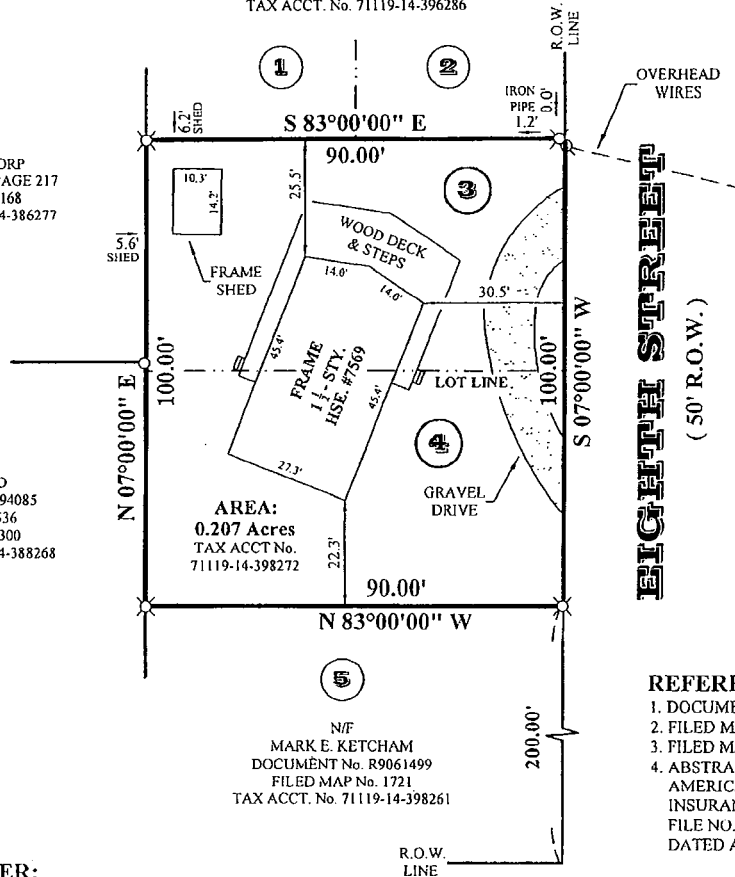 TAX ACCT. No. 71119-14-396286
R.O.W.
LINE
1
2
OVERHEAD
WIRES
6.2'
SHED
IRON
PIPE
0.0'
1.2'
S 83°00'00" E
90.00'
ORP
AGE 217
168
4-386277
10.3'
14.2'
25.5'
3
WOOD DECK
& STEPS
5.6'
SHED
FRAME
SHED
14.0'
14.0'
30.5'
EIGHTH STREET
( 50' R.O.W. )
45.4'
FRAME
1 ½ - STY.
HSE. #7569
45.4'
LOT LINE
100.00'
N 07°00'00" E
100.00'
S 07°00'00" W
4
27.3'
GRAVEL
DRIVE
94085
536
300
4-388268
AREA:
0.207 Acres
TAX ACCT No.
71119-14-398272
22.3'
90.00'
N 83°00'00" W
5
N/F
MARK E. KETCHAM
DOCUMENT No. R9061499
FILED MAP No. 1721
TAX ACCT. No. 71119-14-398261
200.00'
REFERE
1. DOCUME
2. FILED M
3. FILED M
4. ABSTRA
AMERIC
INSURAN
FILE NO.
DATED A
R.O.W.
LINE
ER: